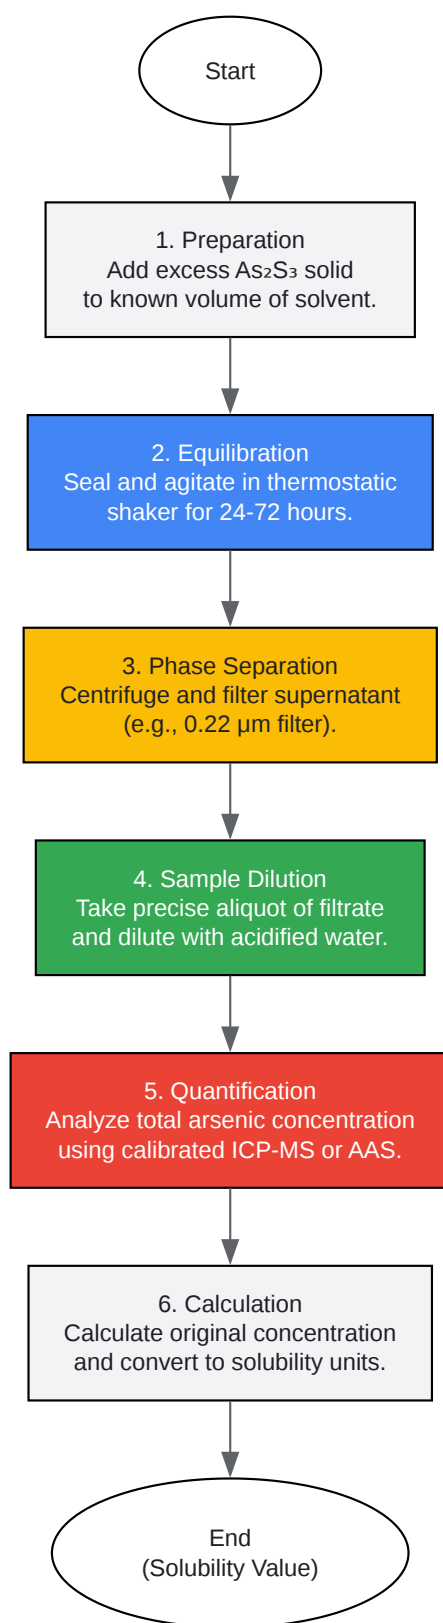 Start
1. Preparation
Add excess As₂S₃ solid
to known volume of solvent.
2. Equilibration
Seal and agitate in thermostatic
shaker for 24-72 hours.
3. Phase Separation
Centrifuge and filter supernatant
(e.g., 0.22 μm filter).
4. Sample Dilution
Take precise aliquot of filtrate
and dilute with acidified water.
5. Quantification
Analyze total arsenic concentration
using calibrated ICP-MS or AAS.
6. Calculation
Calculate original concentration
and convert to solubility units.
End
(Solubility Value)